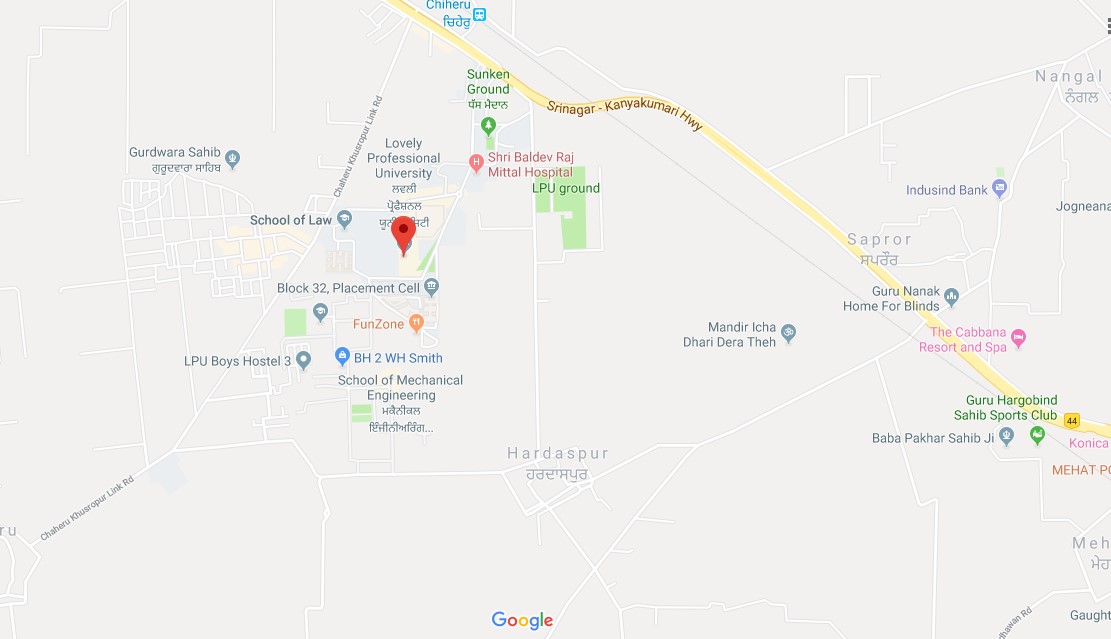 Chiheru
ਚਿਹੇਰੂ
Sunken
Ground
ਧੱਸ ਮੈਦਾਨ
Srinagar - Kanyakumari Hwy
Nangal
ਨੰਗਲ
Chaheru Khusropur Link Rd
Lovely
Professional
University
ਲਵਲੀ
ਪ੍ਰੋਫੈਸ਼ਨਲ
Gurdwara Sahib
ਗੁਰੂਦਵਾਰਾ ਸਾਹਿਬ
Shri Baldev Raj
Mittal Hospital
LPU ground
Indusind Bank
Jogneana
School of Law
Sapror
ਸਪਰੌਰ
Block 32, Placement Cell
Guru Nanak
Home For Blinds
FunZone
Mandir Icha
Dhari Dera Theh
The Cabbana
Resort and Spa
LPU Boys Hostel 3
BH 2 WH Smith
School of Mechanical
Engineering
ਮਕੈਨੀਕਲ
ਇੰਜੀਨੀਅਰਿੰਗ...
Guru Hargobind
Sahib Sports Club
44
Baba Pakhar Sahib Ji
Konica
MEHAT PO
Hardaspur
ਹਰਦਾਸਪੁਰ
Chaheru Khusropur Link Rd
ru
Meh
ਮੇਹ
dhawan Rd
Gaught
Google